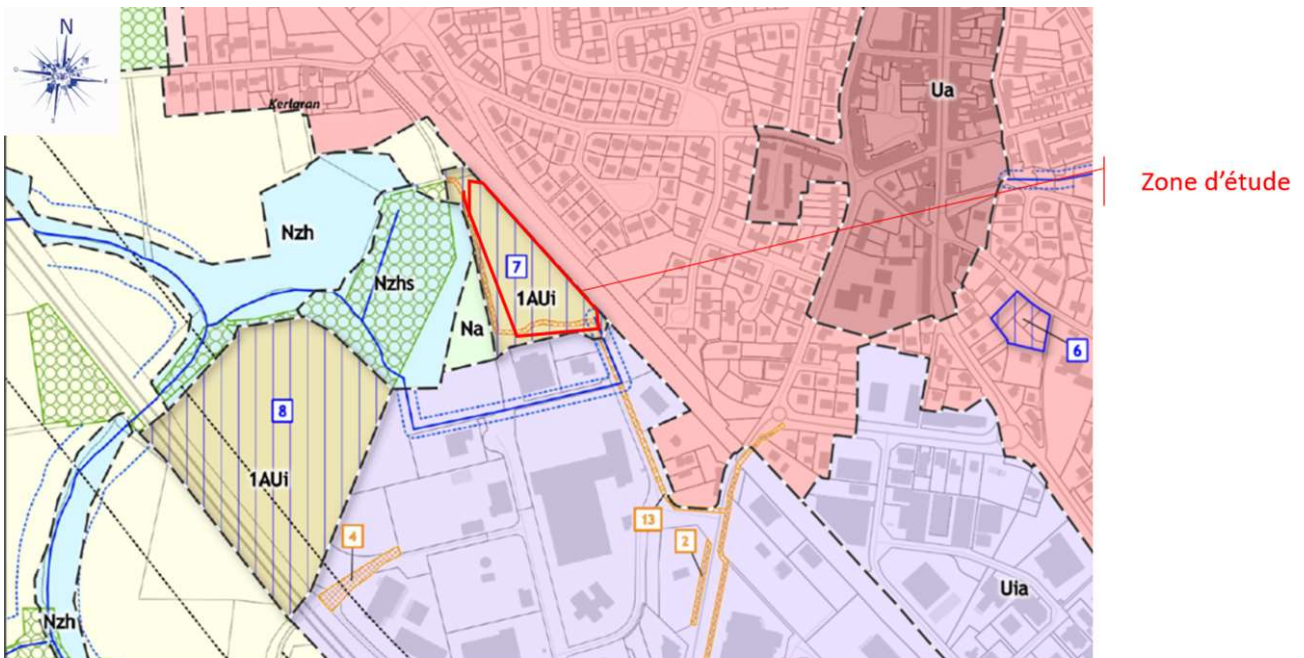 N
Kerlaran
Ua
Zone d'étude
Nzh
7
Nzhs
1AUi
Na
6
8
1AUi
13
4
2
Uia
Nzh